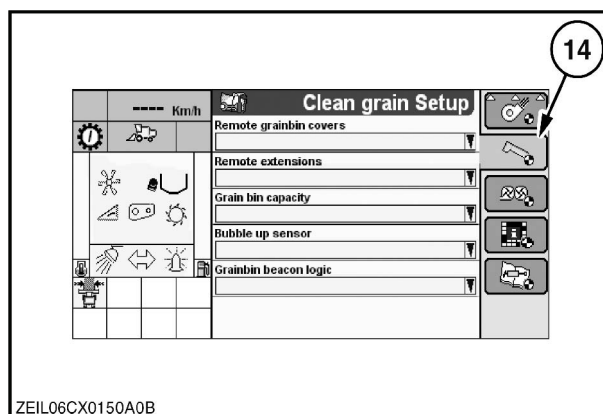 14
---- Km/h
Clean grain Setup
Remote grainbin covers
Remote extensions
Grain bin capacity
Bubble up sensor
Grainbin beacon logic
ZEIL06CX0150A0B